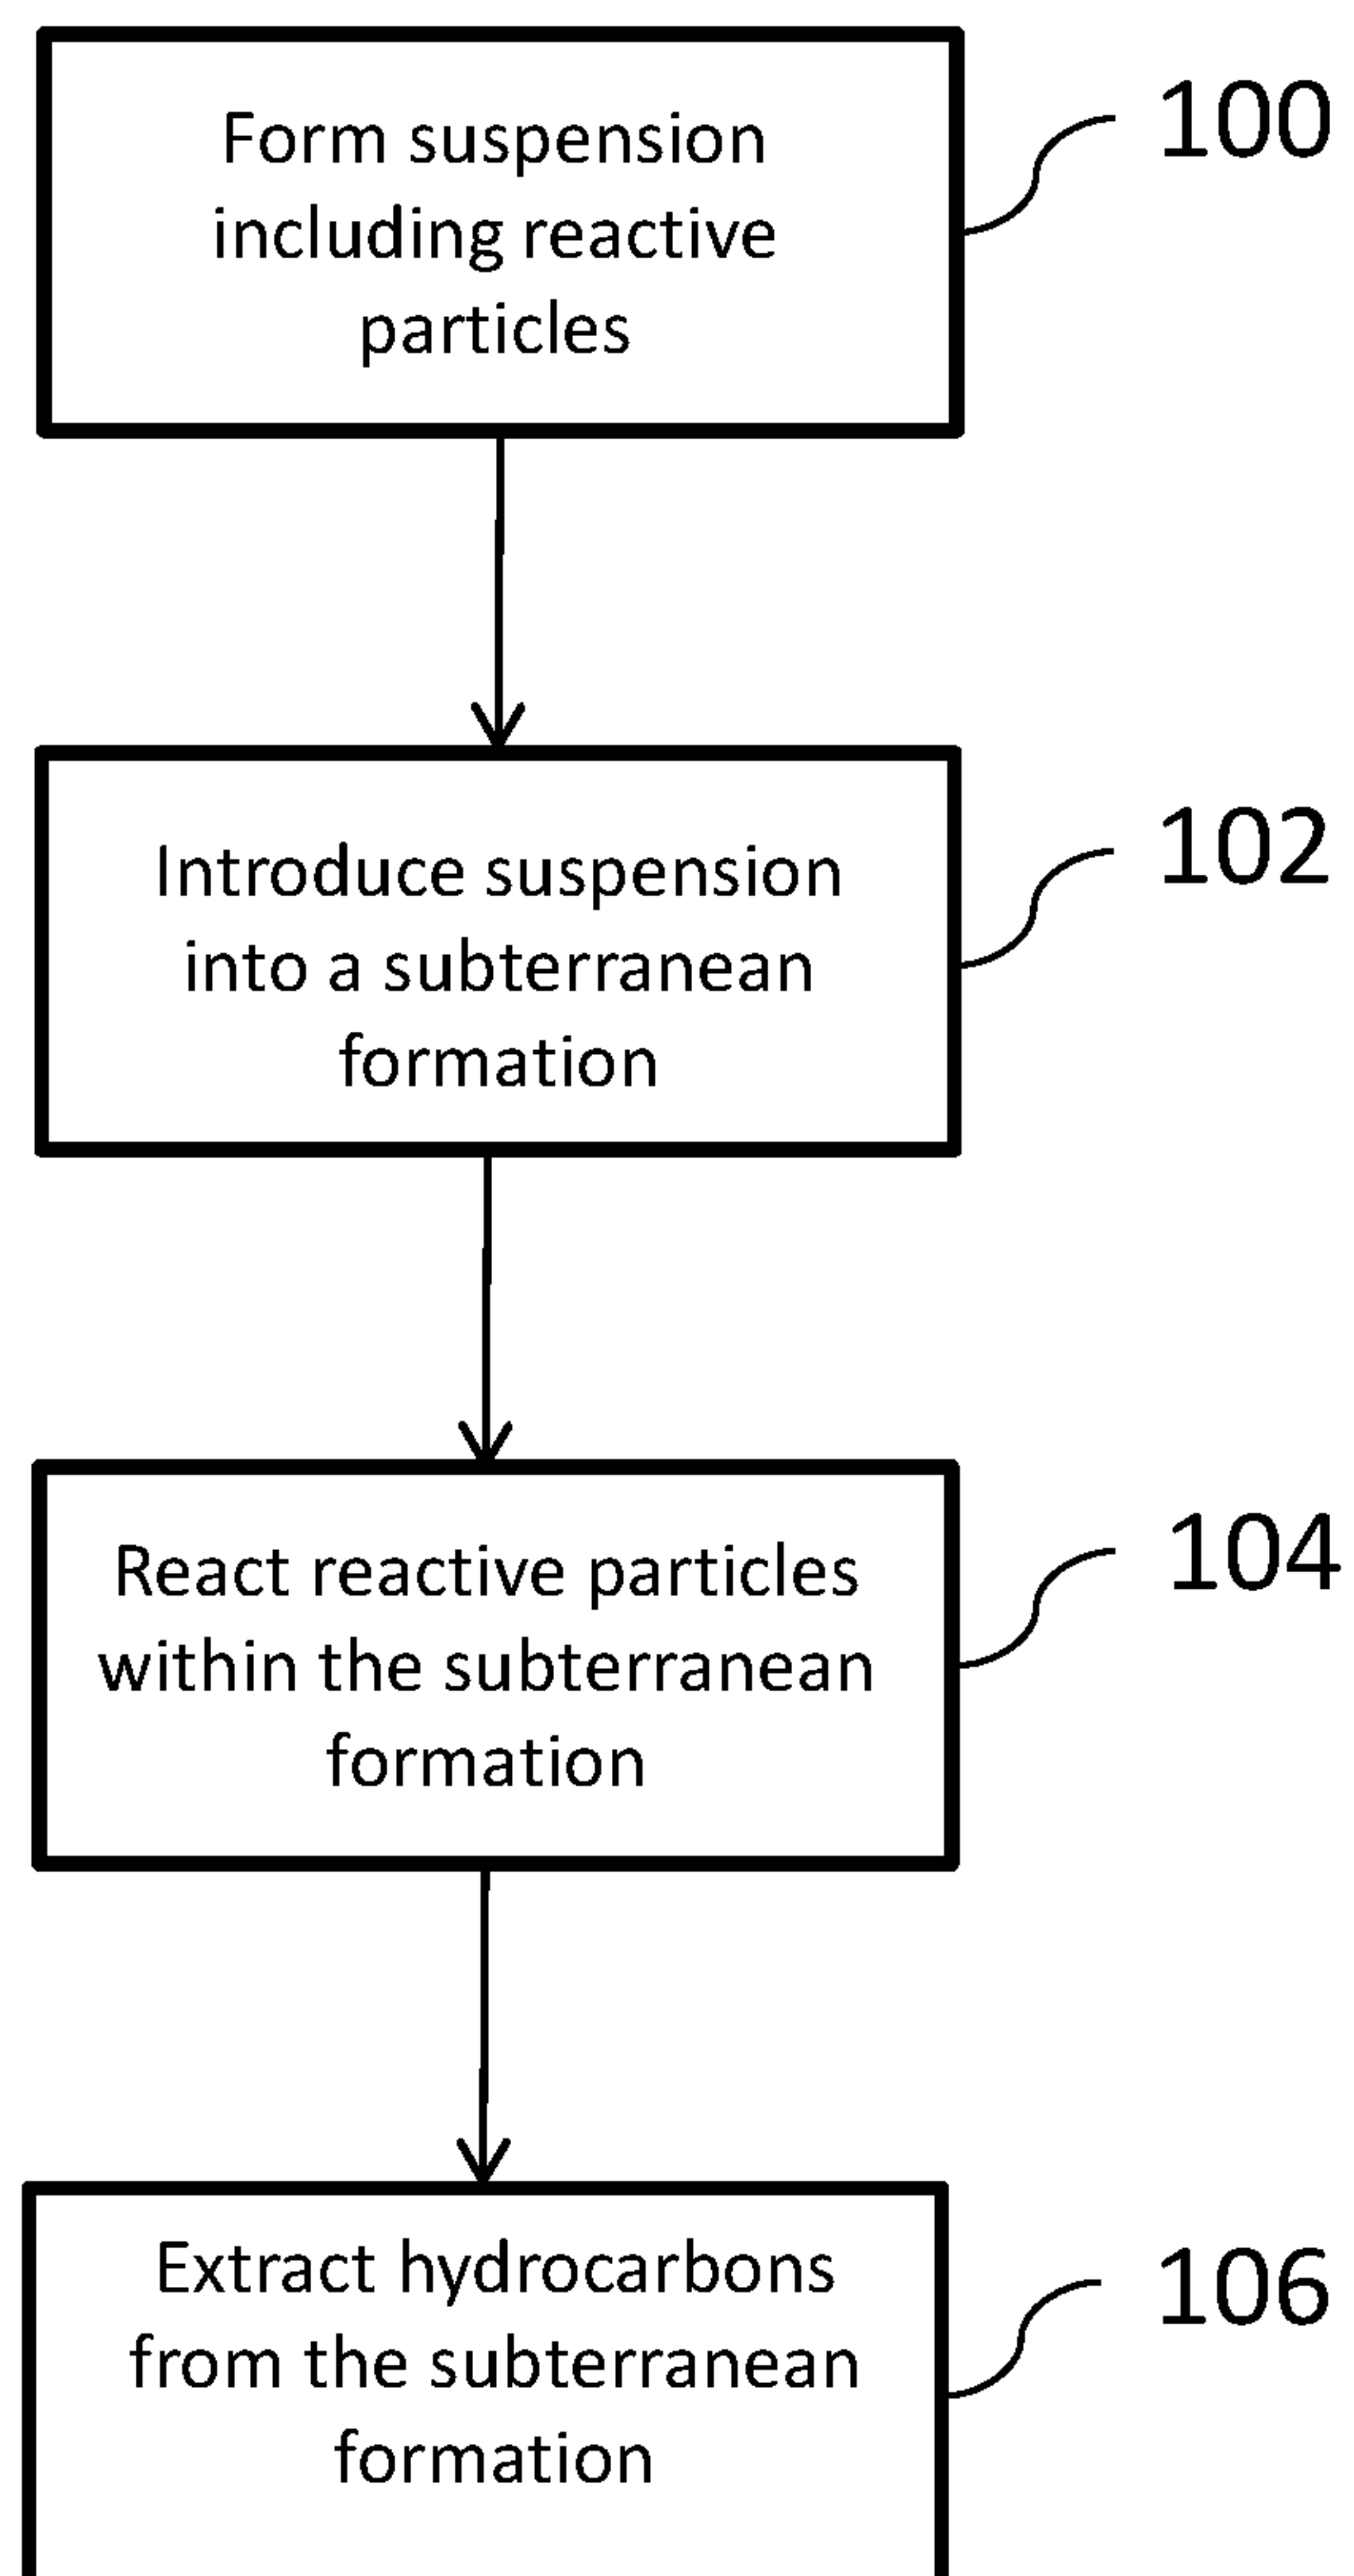 Form suspension
including reactive
particles
100
Introduce suspension
into a subterranean
formation
102
React reactive particles
within the subterranean
formation
104
Extract hydrocarbons
from the subterranean
formation
106